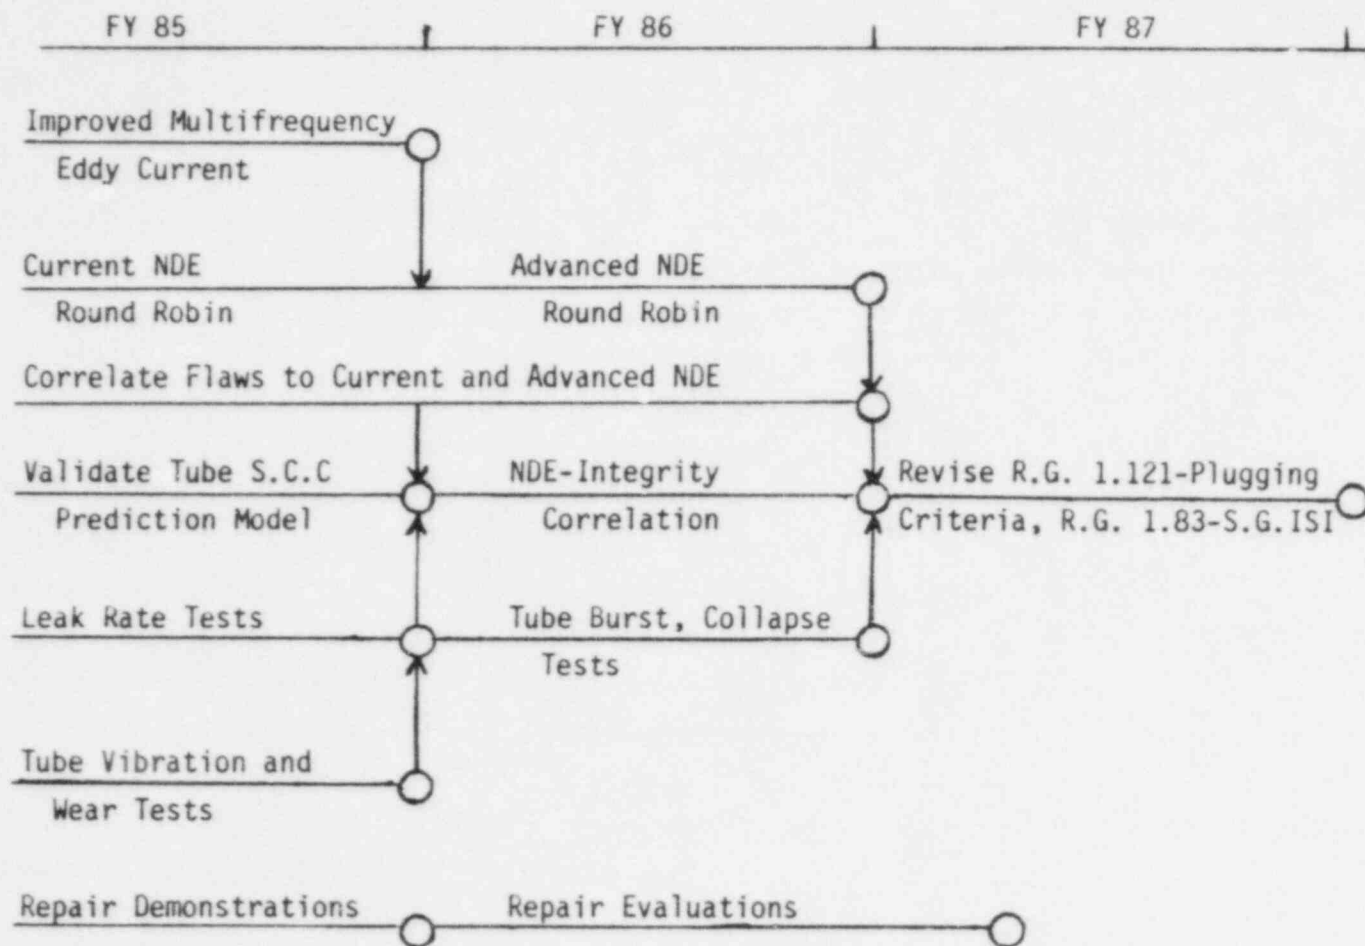 FY 85 FY 86 FY 87
Improved Multifrequency
Eddy Current
Current NDE Advanced NDE
Round Robin Round Robin
Correlate Flaws to Current and Advanced NDE
Validate Tube S.C.C NDE-Integrity Revise R.G. 1.121-Plugging
Prediction Model Correlation Criteria, R.G. 1.83-S.G.ISI
Leak Rate Tests Tube Burst, Collapse
Tests
Tube Vibration and
Wear Tests
Repair Demonstrations Repair Evaluations